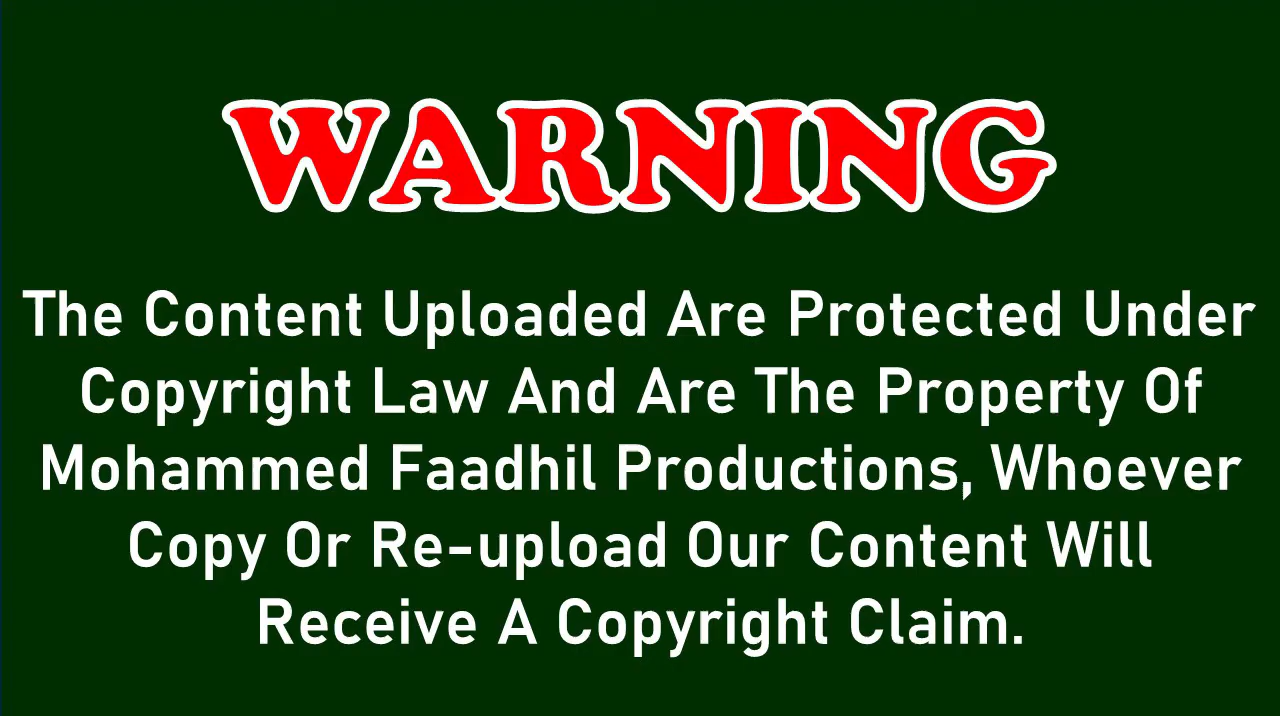 WARNING
The Content Uploaded Are Protected Under
Copyright Law And Are The Property Of
Mohammed Faadhil Productions, Whoever
Copy Or Re-upload Our Content Will
Receive A Copyright Claim.